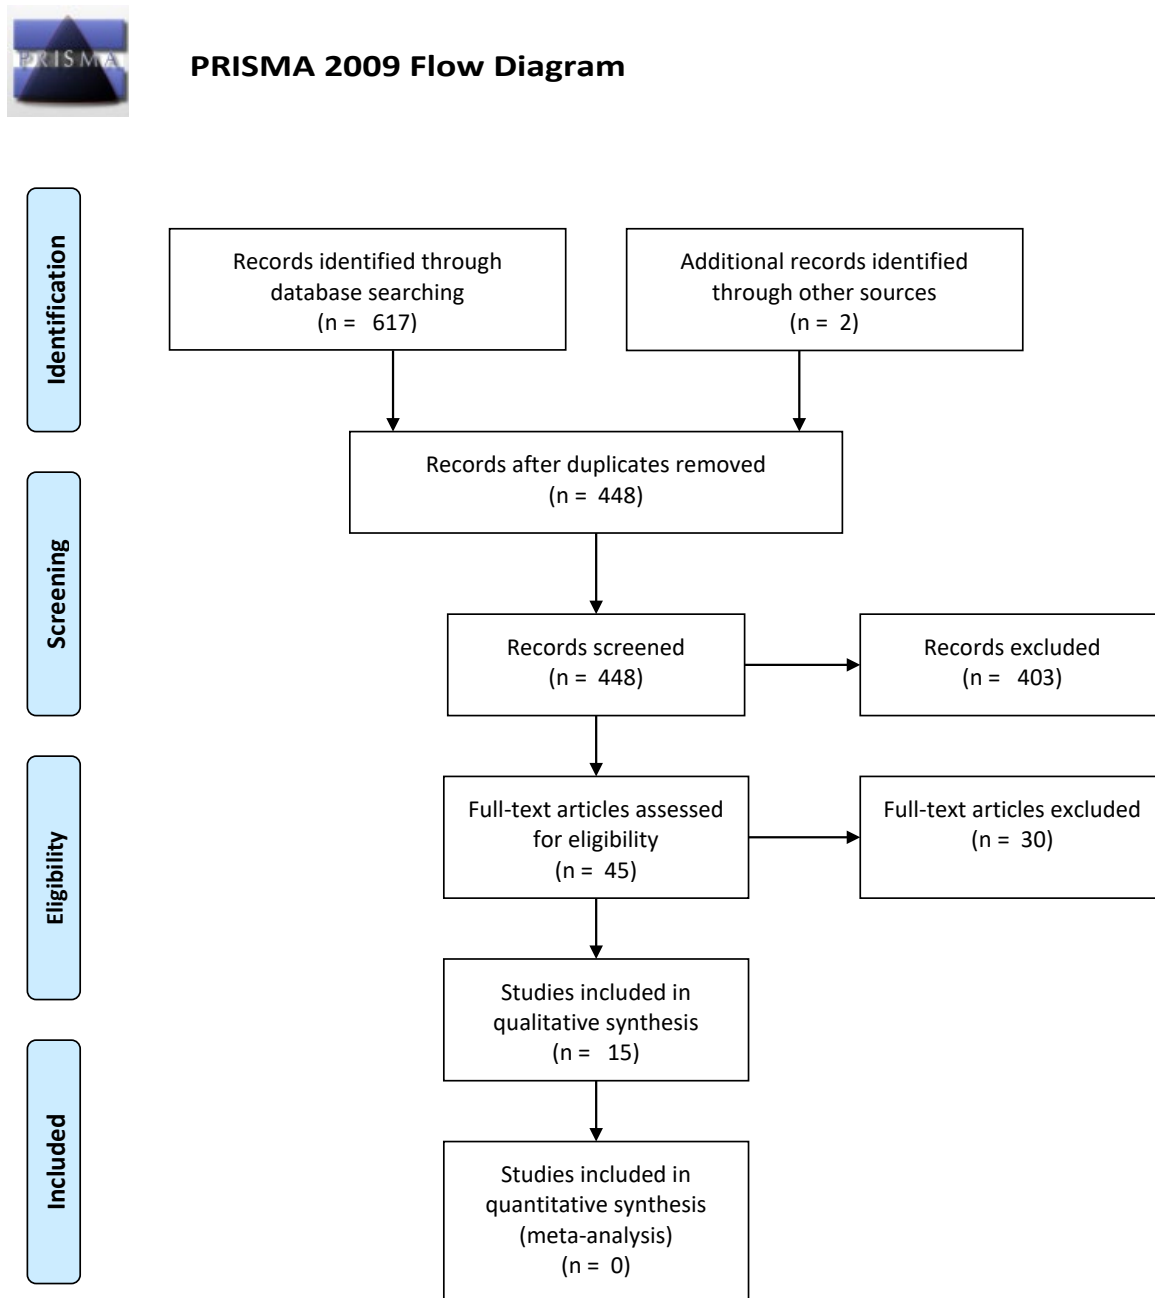 PRISMA
PRISMA 2009 Flow Diagram
Identification
Records identified through
database searching
(n = 617)
Additional records identified
through other sources
(n = 2)
Records after duplicates removed
(n = 448)
Screening
Records screened
(n = 448)
Records excluded
(n = 403)
Eligibility
Full-text articles assessed
for eligibility
(n = 45)
Full-text articles excluded
(n = 30)
Studies included in
qualitative synthesis
(n = 15)
Included
Studies included in
quantitative synthesis
(meta-analysis)
(n = 0)